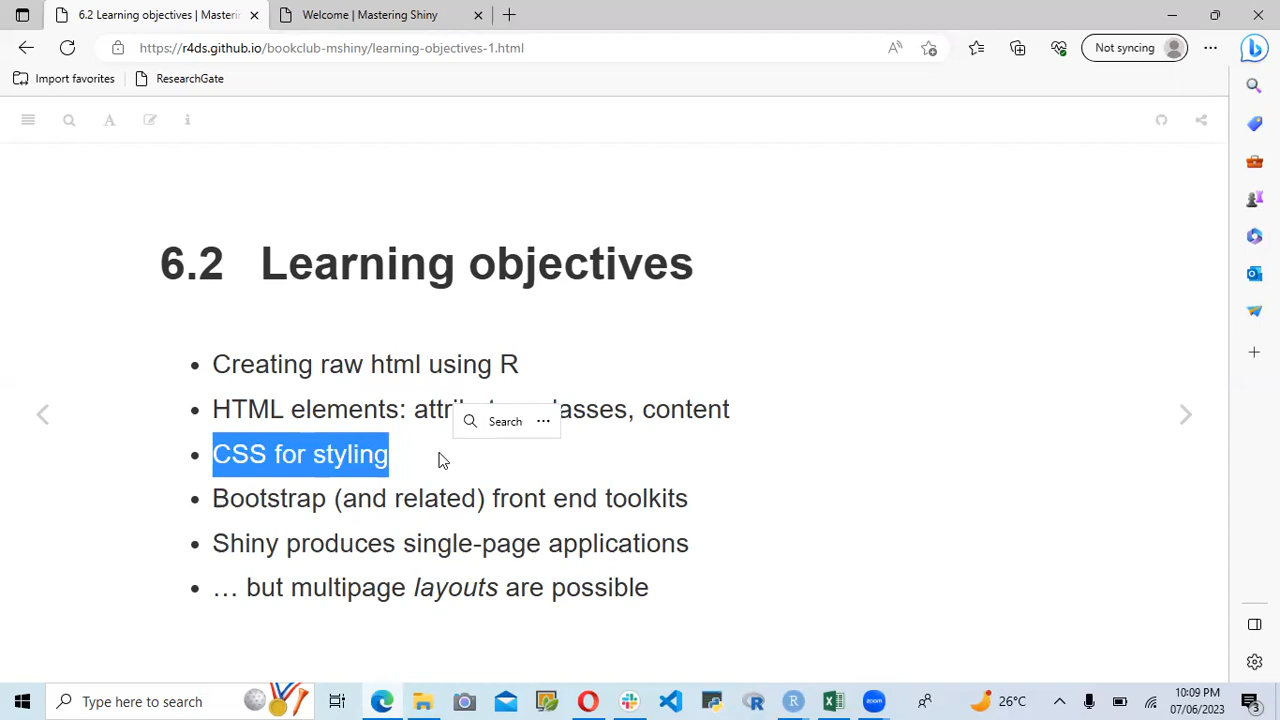 6.2 Learning objectives | Masteri
Welcome | Mastering Shiny
https://r4ds.github.io/bookclub-mshiny/learning-objectives-1.html
Not syncing
Import favorites
ResearchGate
6.2 Learning objectives
• Creating raw html using R
• HTML elements: attribut asses, content
Search
• CSS for styling
• Bootstrap (and related) front end toolkits
• Shiny produces single-page applications
• … but multipage layouts are possible
Type here to search
26°C
10:09 PM
07/06/2023
3